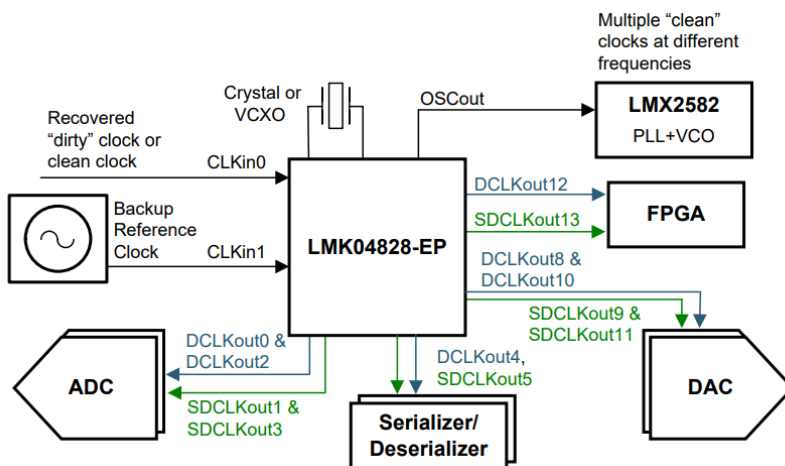 Multiple “clean”
clocks at different
frequencies
Crystal or
VCXO
OSCout
LMX2582
PLL+VCO
Recovered
“dirty” clock or
clean clock
CLKin0
DCLKout12
FPGA
SDCLKout13
Backup
Reference
Clock
CLKin1
LMK04828-EP
DCLKout8 &
DCLKout10
SDCLKout9 &
SDCLKout11
DCLKout0 &
DCLKout2
ADC
SDCLKout1 &
SDCLKout3
DCLKout4,
SDCLKout5
DAC
Serializer/
Deserializer